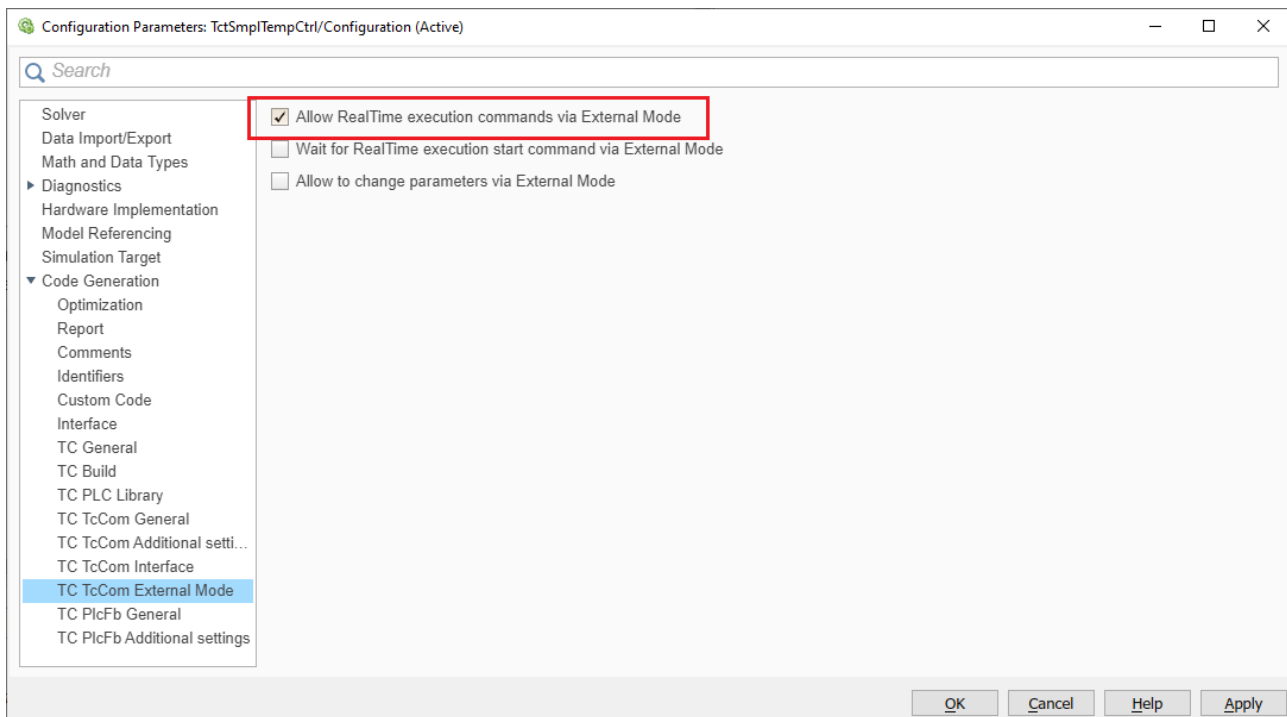 Configuration Parameters: TctSmplTempCtrl/Configuration (Active)
Search
Solver
Data Import/Export
Math and Data Types
Diagnostics
Hardware Implementation
Model Referencing
Simulation Target
Code Generation
Optimization
Report
Comments
Identifiers
Custom Code
Interface
TC General
TC Build
TC PLC Library
TC TcCom General
TC TcCom Additional setti...
TC TcCom Interface
TC TcCom External Mode
TC PlcFb General
TC PlcFb Additional settings
Allow RealTime execution commands via External Mode
Wait for RealTime execution start command via External Mode
Allow to change parameters via External Mode
OK Cancel Help Apply